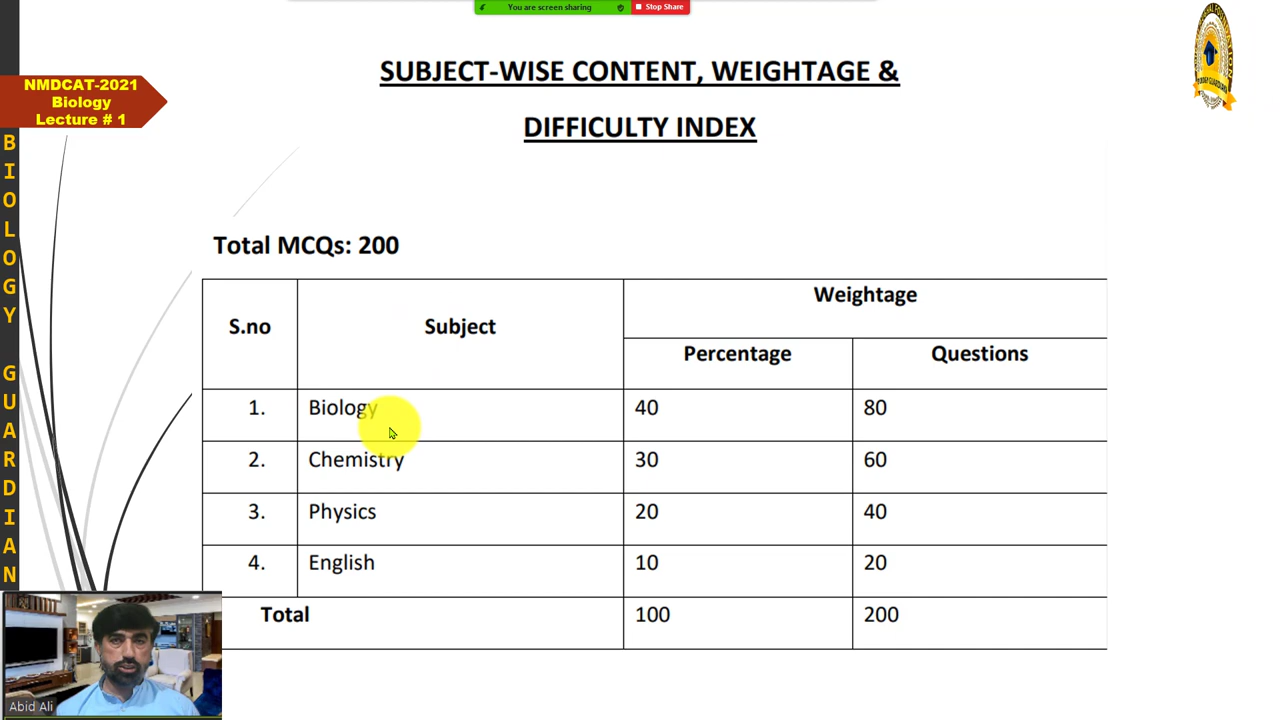 You are screen sharing
Stop Share
SUBJECT-WISE CONTENT, WEIGHTAGE &
DIFFICULTY INDEX
NMDCAT-2021
Biology
Lecture # 1
BIOLOGY GUARDIAN
Total MCQs: 200
S.no Subject Weightage
Percentage Questions
1. Biology 40 80
2. Chemistry 30 60
3. Physics 20 40
4. English 10 20
Total 100 200
Abid Ali